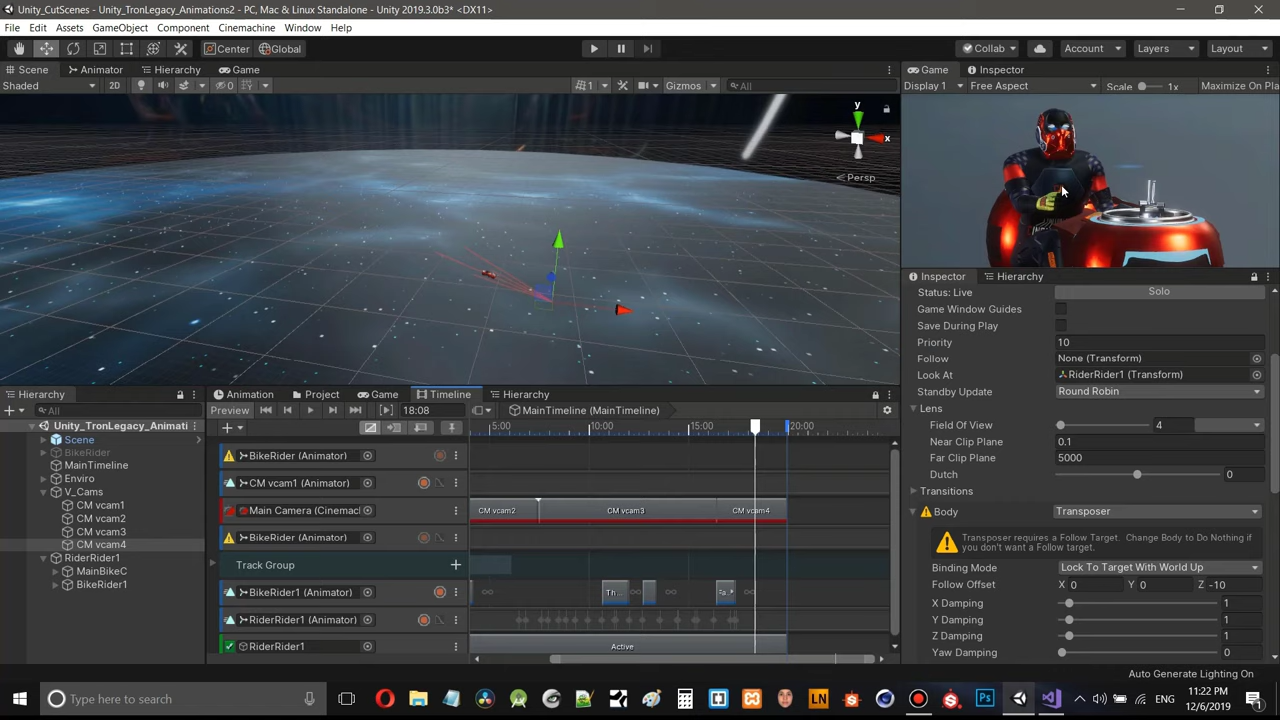 Unity_CutScenes - Unity_TronLegacy_Animations2 - PC, Mac & Linux Standalone - Unity 2019.3.0b3* <DX11>
File Edit Assets GameObject Component Cinemachine Window Help
Center Global Collab Account Layers Layout
Scene Animator Hierarchy Game
Shaded 2D 0 1 Gizmos All
y
x
Persp
Game Inspector
Display 1 Free Aspect Scale 1x Maximize On Pla
Inspector Hierarchy
Status: Live Solo
Game Window Guides
Save During Play
Priority 10
Follow None (Transform)
Look At RiderRider1 (Transform)
Standby Update Round Robin
Lens
Field Of View 4
Near Clip Plane 0.1
Far Clip Plane 5000
Dutch 0
Transitions
Body Transposer
Transposer requires a Follow Target. Change Body to Do Nothing if you don't want a Follow target.
Binding Mode Lock To Target With World Up
Follow Offset X 0 Y 0 Z -10
X Damping 1
Y Damping 1
Z Damping 1
Yaw Damping 0
Hierarchy
All
Unity_TronLegacy_Animati
Scene
BikeRider
MainTimeline
Enviro
V_Cams
CM vcam1
CM vcam2
CM vcam3
CM vcam4
RiderRider1
MainBikeC
BikeRider1
Animation Project Game Timeline Hierarchy
Preview 18:08 MainTimeline (MainTimeline)
5:00 10:00 15:00 20:00
BikeRider (Animator)
CM vcam1 (Animator)
Main Camera (Cinemac CM vcam2 CM vcam3 CM vcam4
BikeRider (Animator)
Track Group
BikeRider1 (Animator) Th...
RiderRider1 (Animator)
RiderRider1 Active
Auto Generate Lighting On
Type here to search
LN
Ps
ENG
11:22 PM
12/6/2019
1